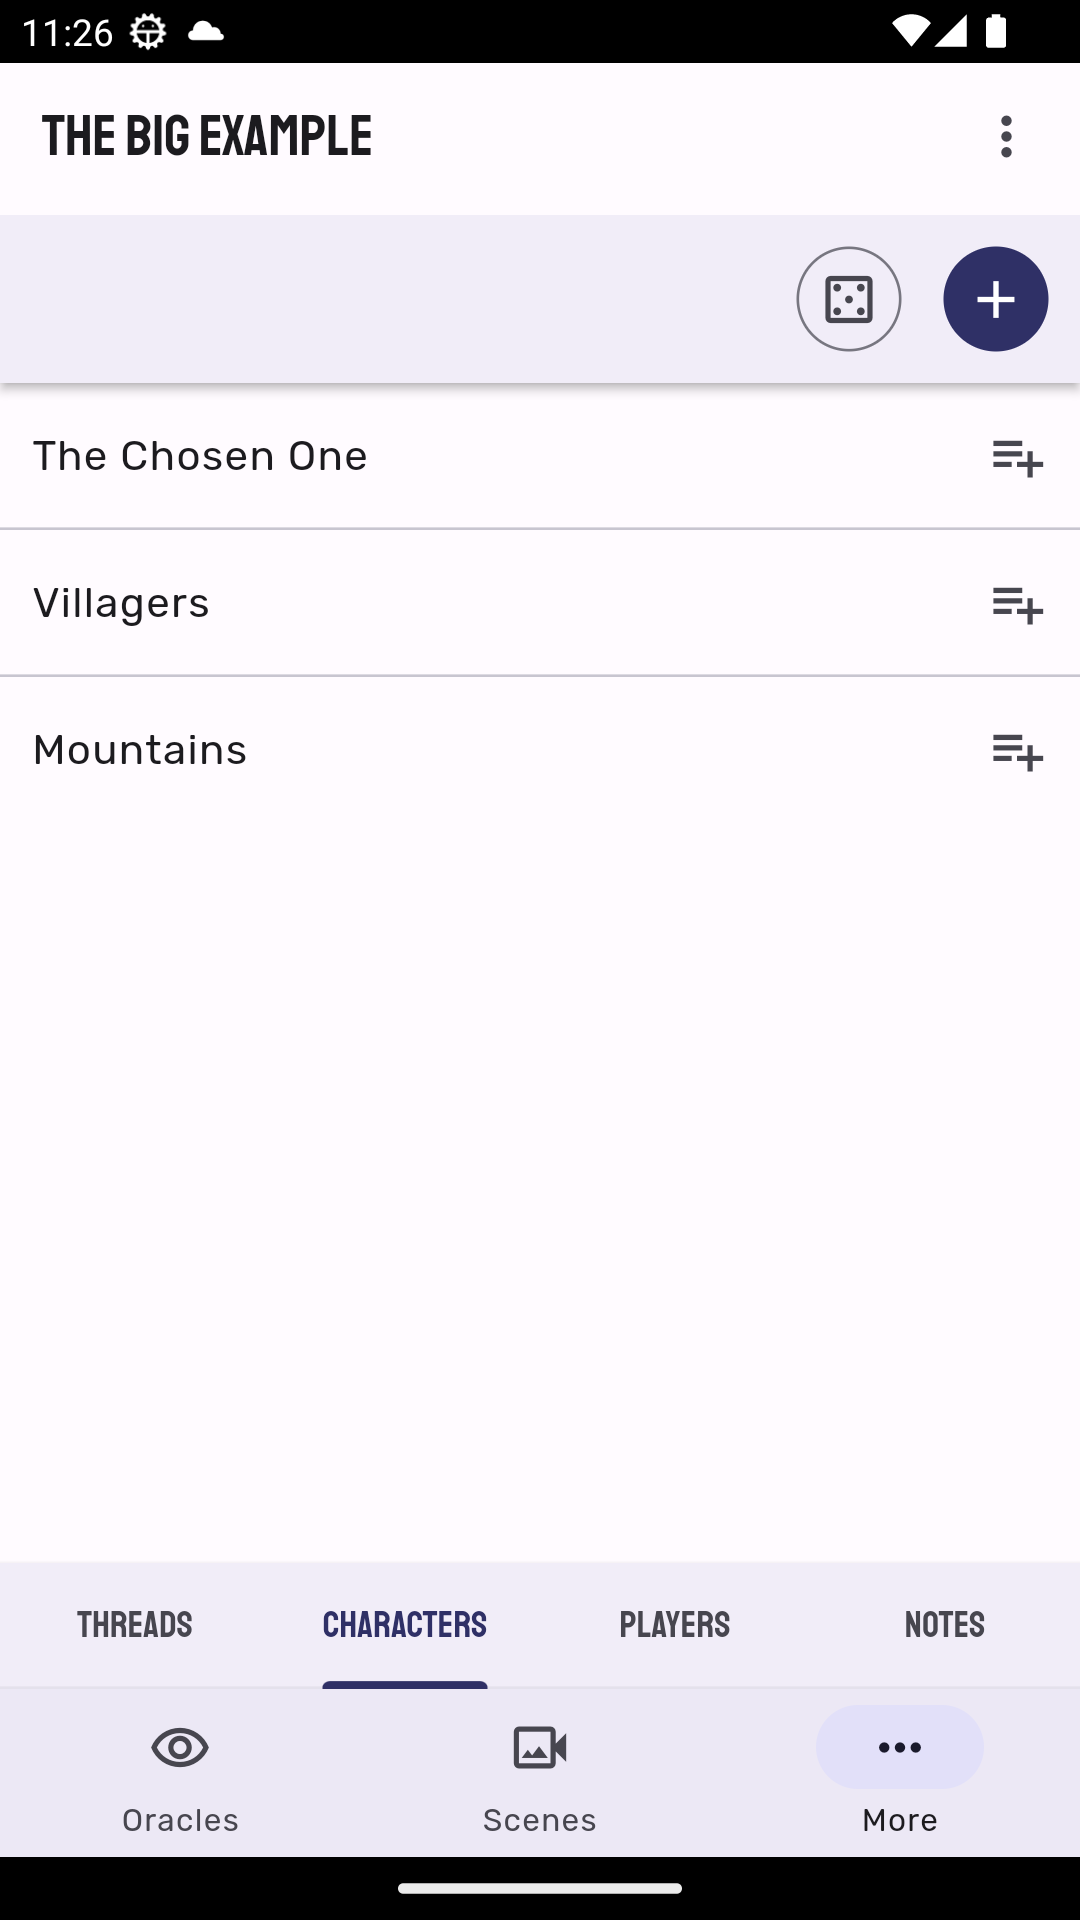 11:26
THE BIG EXAMPLE
The Chosen One
Villagers
Mountains
THREADS CHARACTERS PLAYERS NOTES
Oracles Scenes More